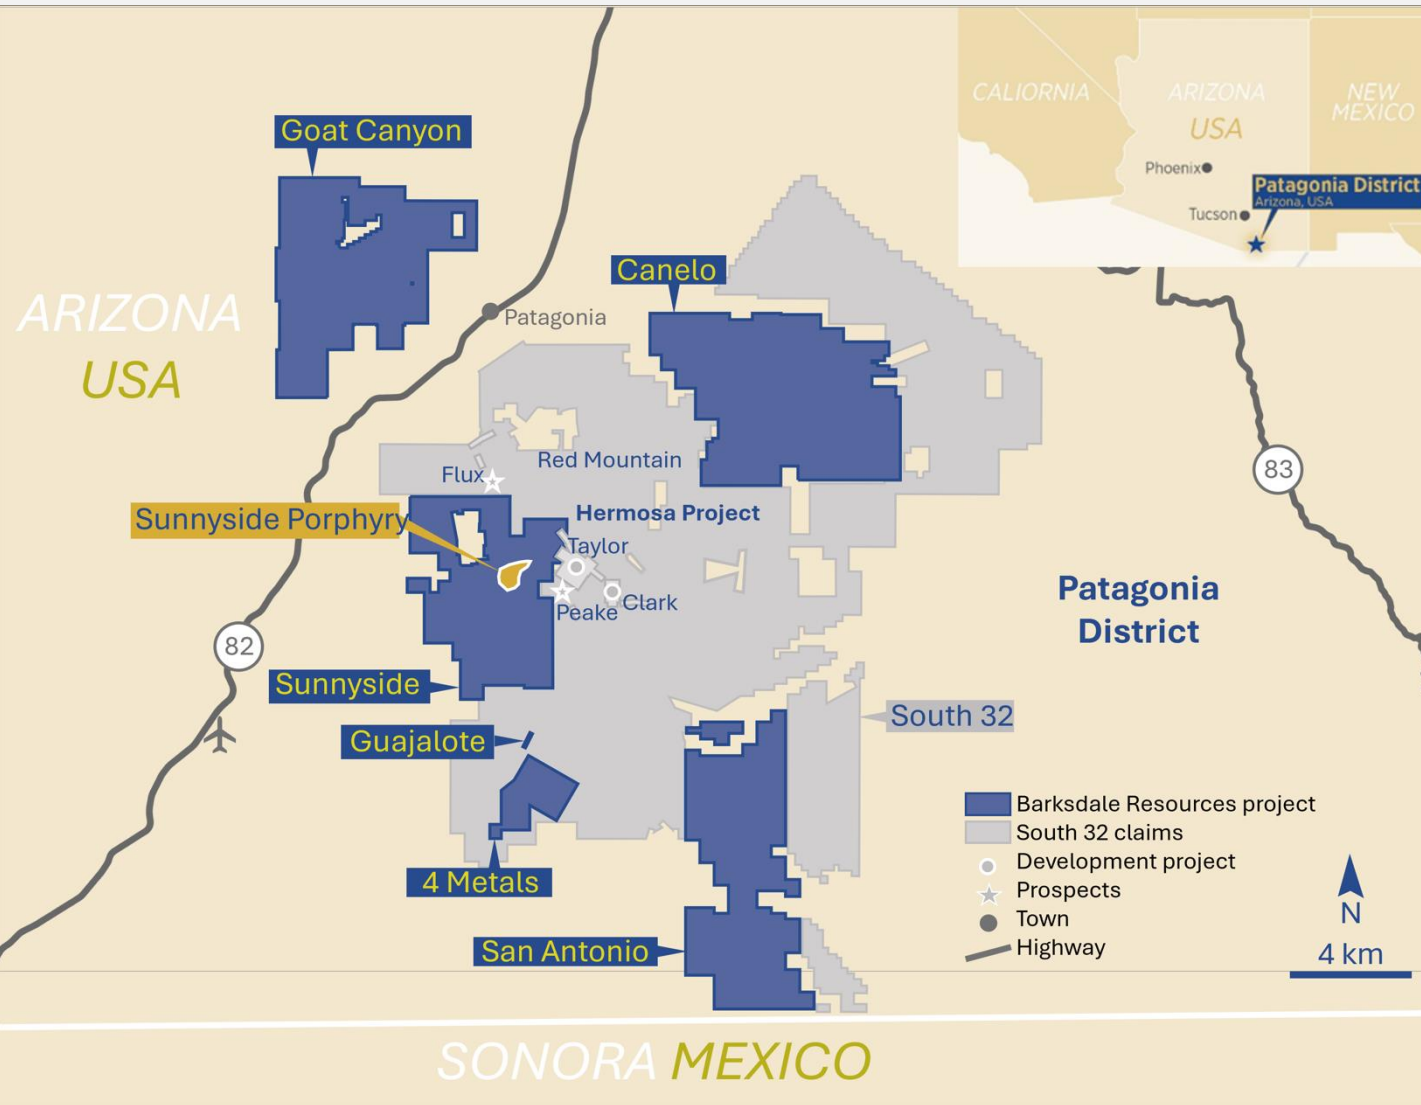 CALIORNIA
ARIZONA
USA
NEW
MEXICO
Phoenix
Patagonia District
Arizona, USA
Tucson
Goat Canyon
Canelo
ARIZONA
USA
Patagonia
Red Mountain
Flux
83
Sunnyside Porphyry
Hermosa Project
Taylor
Clark
Peake
Patagonia
District
82
Sunnyside
South 32
Guajalote
4 Metals
San Antonio
Barksdale Resources project
South 32 claims
Development project
Prospects
Town
Highway
N
4 km
SONORA MEXICO